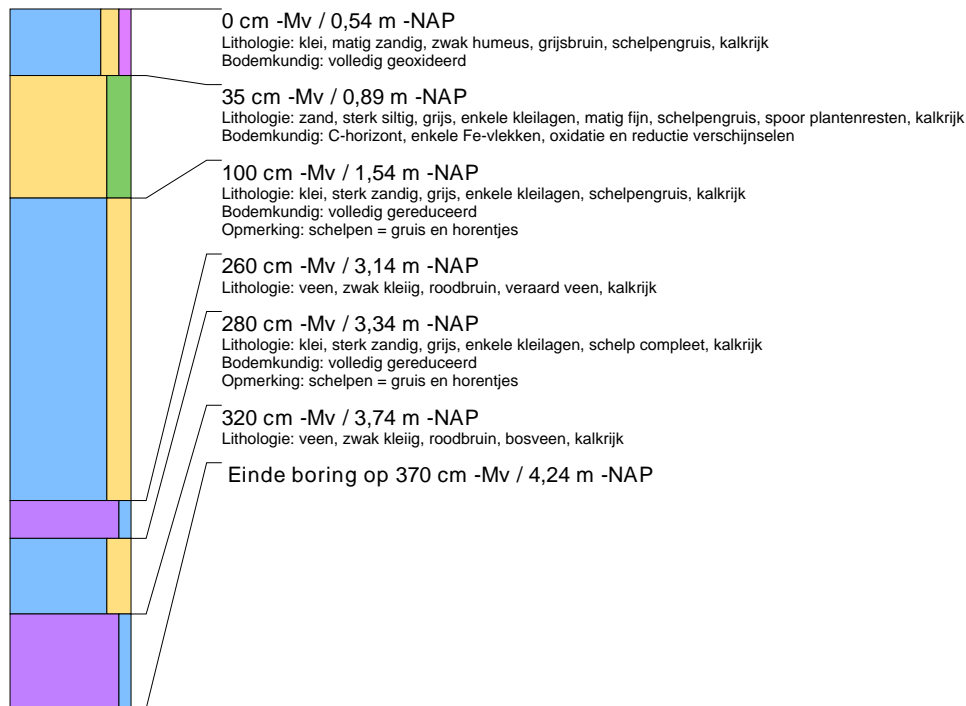 0 cm -Mv / 0,54 m -NAP
Lithologie: klei, matig zandig, zwak humeus, grijsbruin, schelpengruis, kalkrijk
Bodemkundig: volledig geoxideerd
35 cm -Mv / 0,89 m -NAP
Lithologie: zand, sterk siltig, grijs, enkele kleilagen, matig fijn, schelpengruis, spoor plantenresten, kalkrijk
Bodemkundig: C-horizont, enkele Fe-vlekken, oxidatie en reductie verschijnselen
100 cm -Mv / 1,54 m -NAP
Lithologie: klei, sterk zandig, grijs, enkele kleilagen, schelpengruis, kalkrijk
Bodemkundig: volledig gereduceerd
Opmerking: schelpen = gruis en horentjes
260 cm -Mv / 3,14 m -NAP
Lithologie: veen, zwak kleiig, roodbruin, veraard veen, kalkrijk
280 cm -Mv / 3,34 m -NAP
Lithologie: klei, sterk zandig, grijs, enkele kleilagen, schelp compleet, kalkrijk
Bodemkundig: volledig gereduceerd
Opmerking: schelpen = gruis en horentjes
320 cm -Mv / 3,74 m -NAP
Lithologie: veen, zwak kleiig, roodbruin, bosveen, kalkrijk
Einde boring op 370 cm -Mv / 4,24 m -NAP